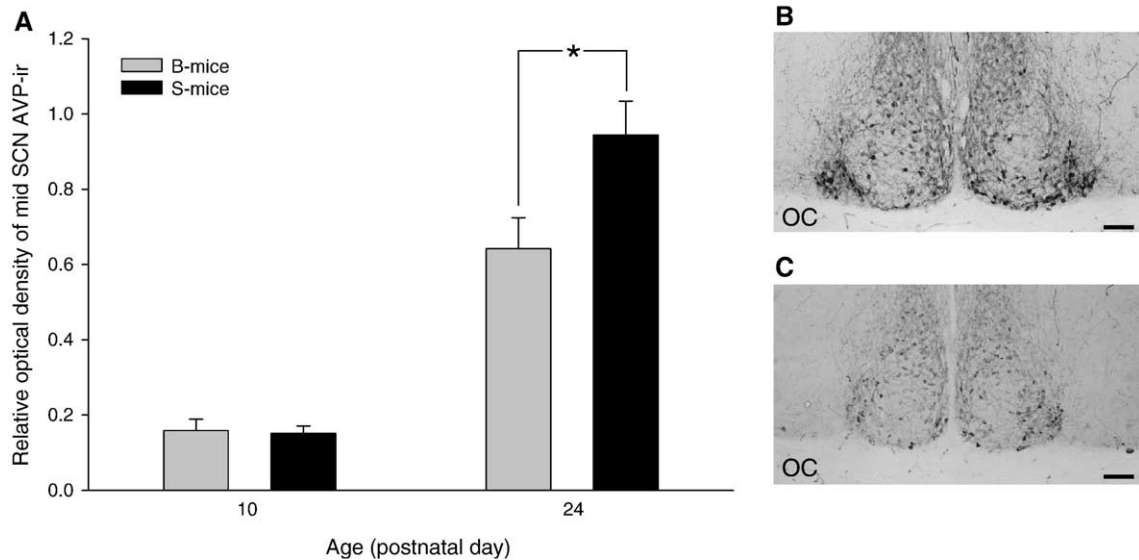 A
Relative optical density of mid SCN AVP-ir
1.2
1.0
0.8
0.6
0.4
0.2
0.0
B-mice
S-mice
*
10
24
Age (postnatal day)
B
OC
C
OC